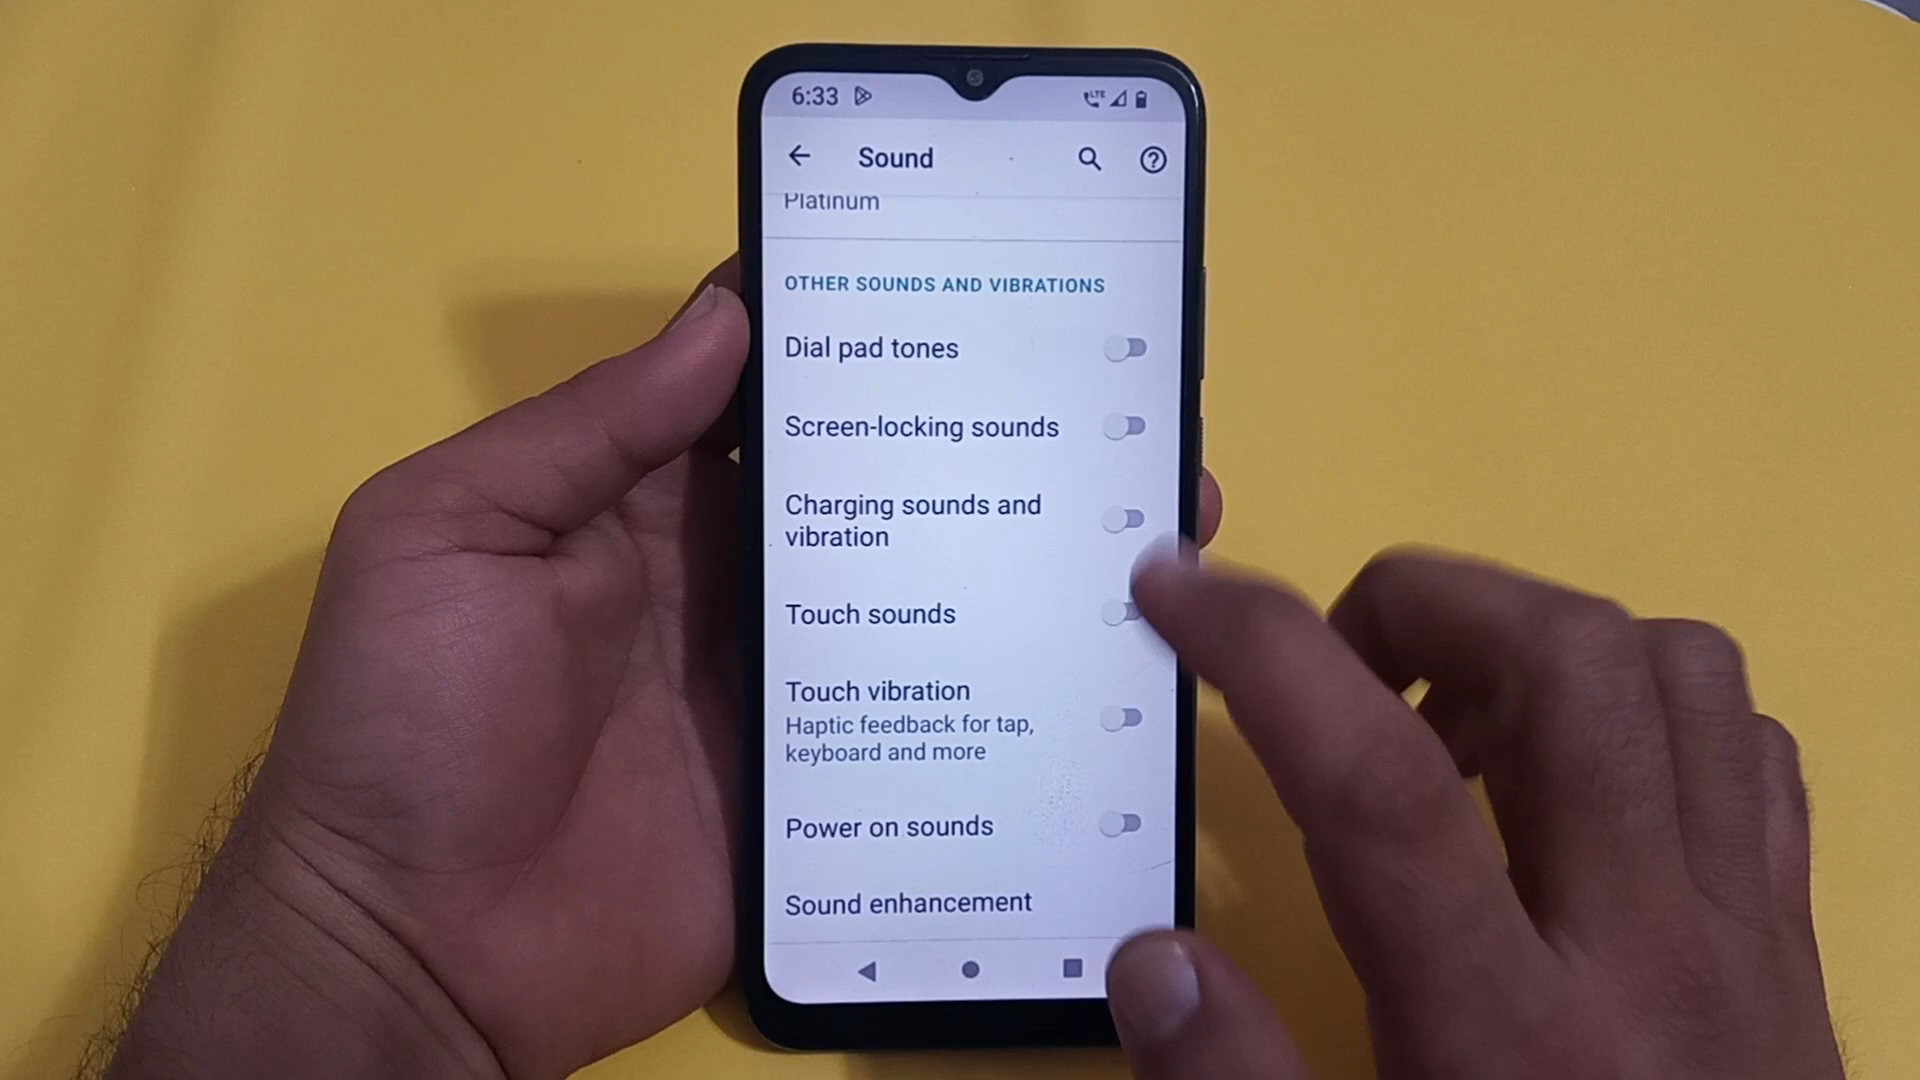 6:33
LTE
Sound
Platinum
OTHER SOUNDS AND VIBRATIONS
Dial pad tones
Screen-locking sounds
Charging sounds and
vibration
Touch sounds
Touch vibration
Haptic feedback for tap,
keyboard and more
Power on sounds
Sound enhancement